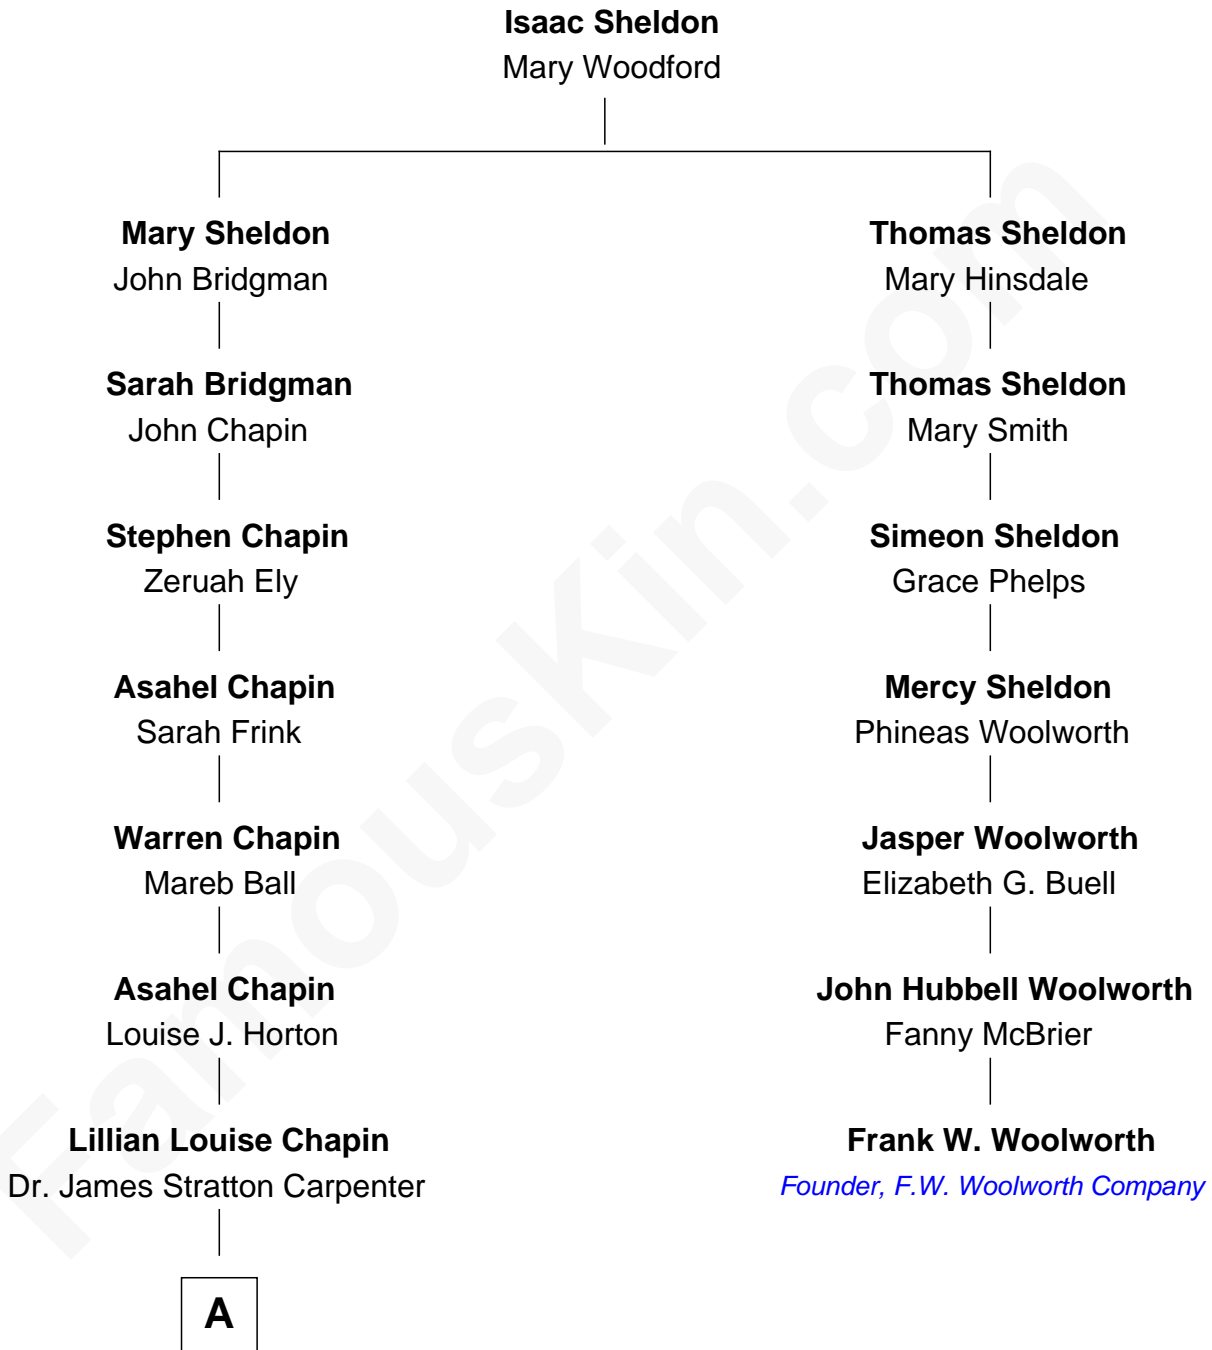 Isaac Sheldon
Mary Woodford
Mary Sheldon
John Bridgman
Thomas Sheldon
Mary Hinsdale
Sarah Bridgman
John Chapin
Thomas Sheldon
Mary Smith
Stephen Chapin
Zeruah Ely
Simeon Sheldon
Grace Phelps
Asahel Chapin
Sarah Frink
Mercy Sheldon
Phineas Woolworth
Warren Chapin
Mareb Ball
Jasper Woolworth
Elizabeth G. Buell
Asahel Chapin
Louise J. Horton
John Hubbell Woolworth
Fanny McBrier
Lillian Louise Chapin
Dr. James Stratton Carpenter
Frank W. Woolworth
Founder, F.W. Woolworth Company
A
FamousKin.com